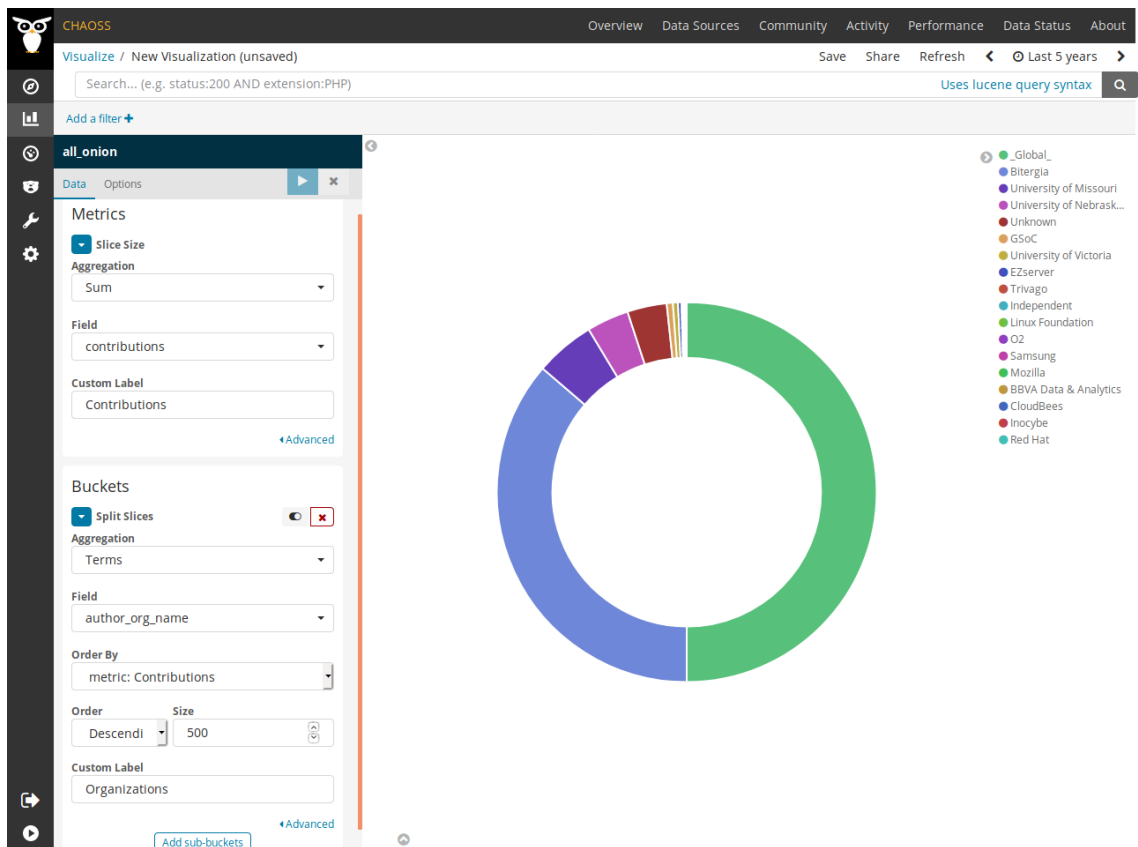 CHAOSS Overview Data Sources Community Activity Performance Data Status About
Visualize / New Visualization (unsaved) Save Share Refresh Last 5 years
Search... (e.g. status:200 AND extension:PHP) Uses lucene query syntax
Add a filter
all_onion
Data Options
Metrics
Slice Size
Aggregation
Sum
Field
contributions
Custom Label
Contributions
Advanced
Buckets
Split Slices
Aggregation
Terms
Field
author_org_name
Order By
metric: Contributions
Order Size
Descendi 500
Custom Label
Organizations
Advanced
Add sub-buckets
_Global_
Bitergia
University of Missouri
University of Nebrask...
Unknown
GSoC
University of Victoria
EZserver
Trivago
Independent
Linux Foundation
O2
Samsung
Mozilla
BBVA Data & Analytics
CloudBees
Inocybe
Red Hat